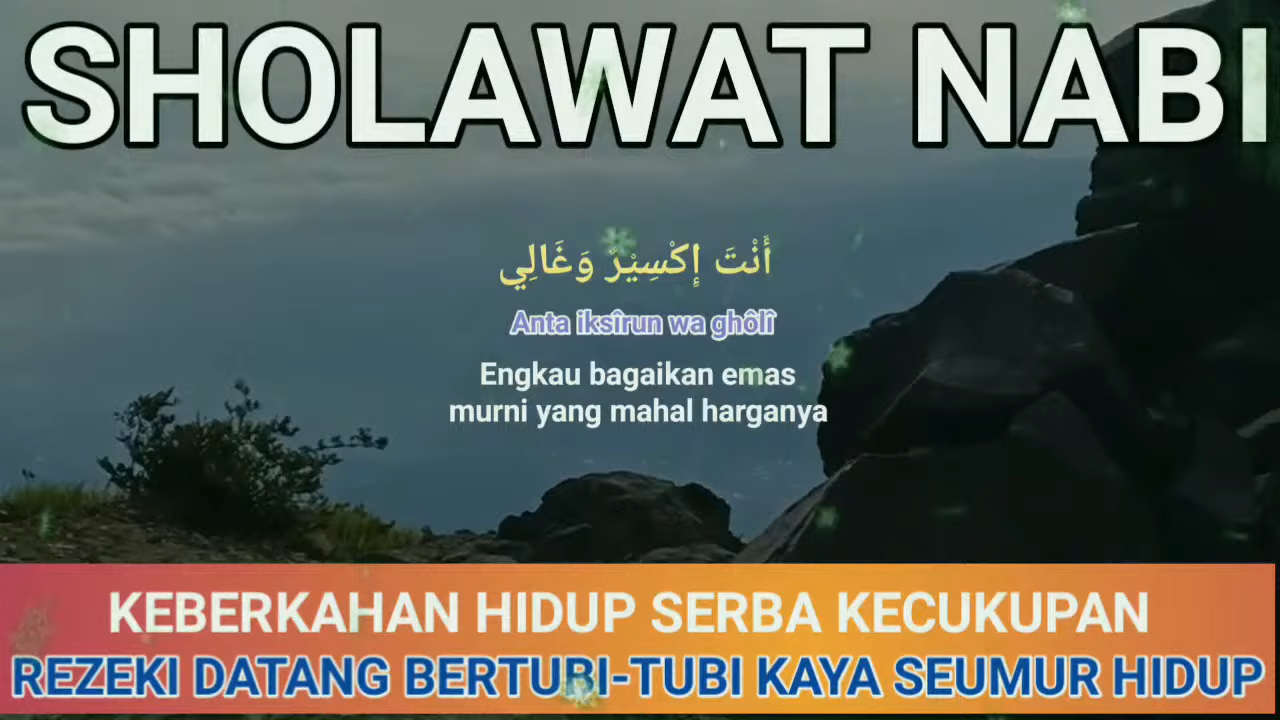 SHOLAWAT NABI
أَنْتَ إِكْسِيْرٌ وَغَالِي
Anta iksîrun wa ghôlî
Engkau bagaikan emas
murni yang mahal harganya
KEBERKAHAN HIDUP SERBA KECUKUPAN
REZEKI DATANG BERTUBI-TUBI KAYA SEUMUR HIDUP